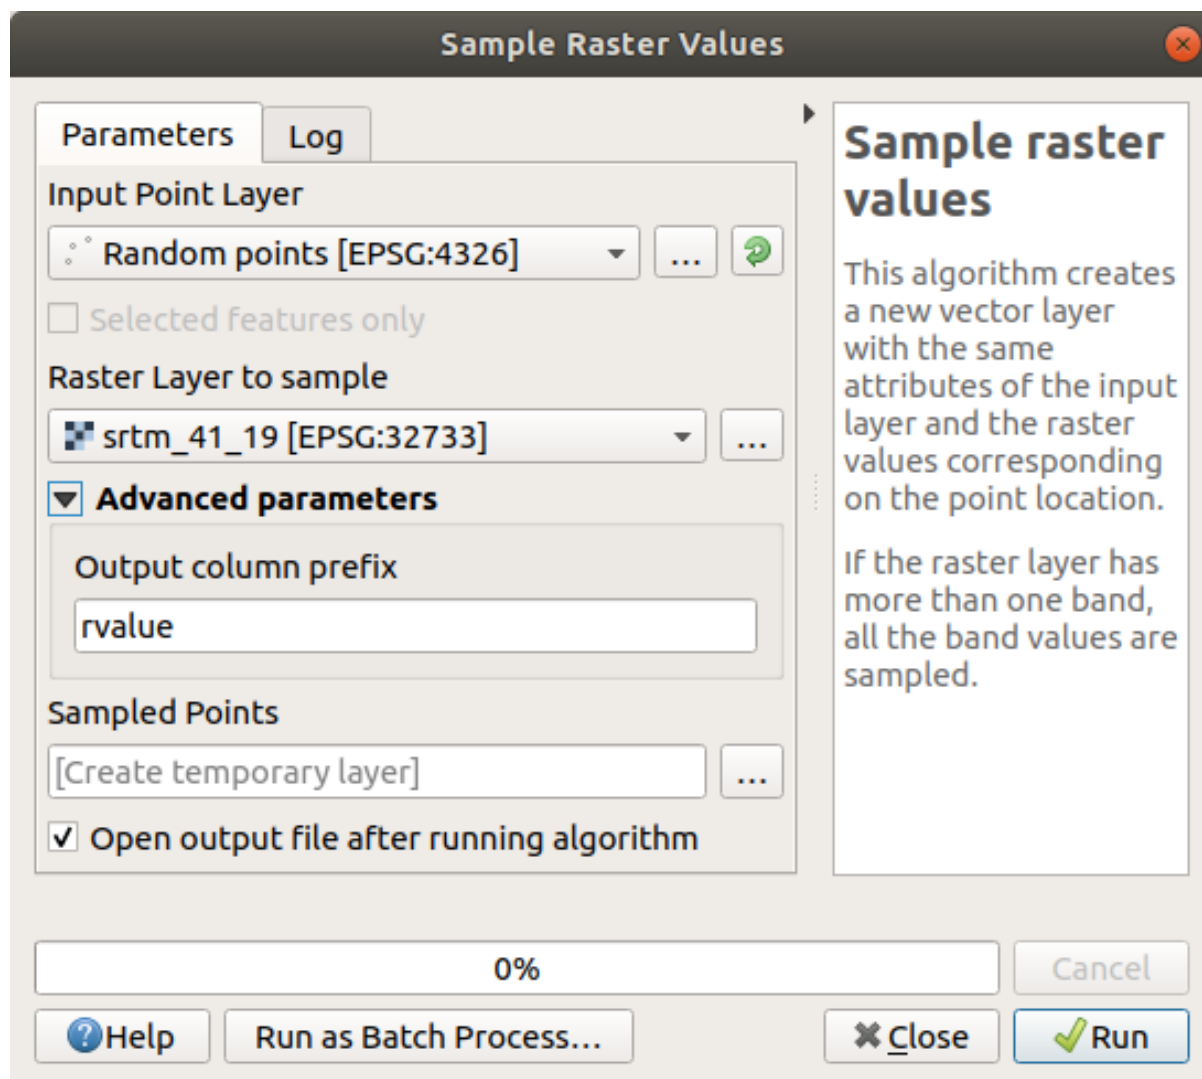 Sample Raster Values
Parameters
Log
Input Point Layer
Random points [EPSG:4326]
...
Selected features only
Raster Layer to sample
srtm_41_19 [EPSG:32733]
...
Advanced parameters
Output column prefix
rvalue
Sampled Points
[Create temporary layer]
...
Open output file after running algorithm
Sample raster
values
This algorithm creates
a new vector layer
with the same
attributes of the input
layer and the raster
values corresponding
on the point location.
If the raster layer has
more than one band,
all the band values are
sampled.
0%
Cancel
Help
Run as Batch Process...
Close
Run